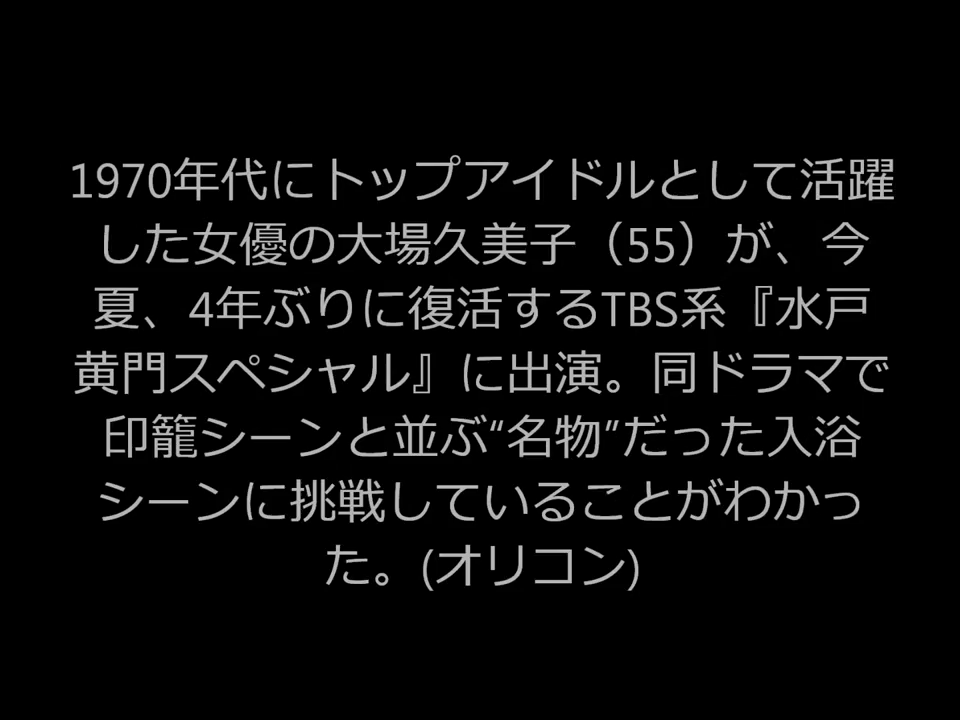 1970年代にトップアイドルとして活躍
した女優の大場久美子（55）が、今
夏、4年ぶりに復活するTBS系『水戸
黄門スペシャル』に出演。同ドラマで
印籠シーンと並ぶ“名物”だった入浴
シーンに挑戦していることがわかっ
た。(オリコン)